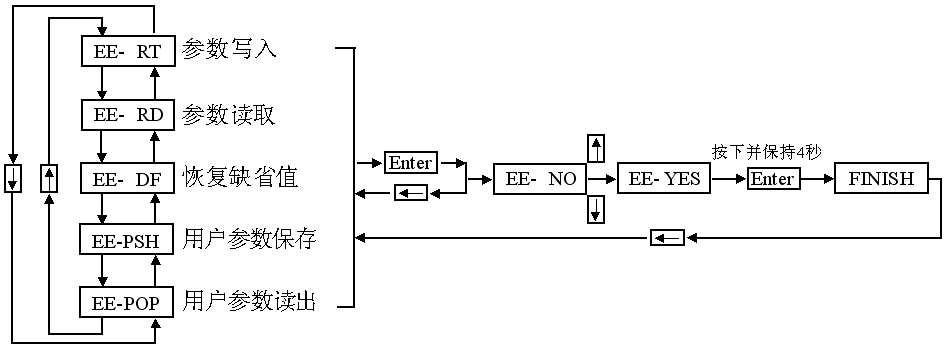 EE- RT 参数写入
EE- RD 参数读取
EE- DF 恢复缺省值
EE-PSH 用户参数保存
EE-POP 用户参数读出
Enter
EE- NO
EE-YES
按下并保持4秒
Enter
FINISH